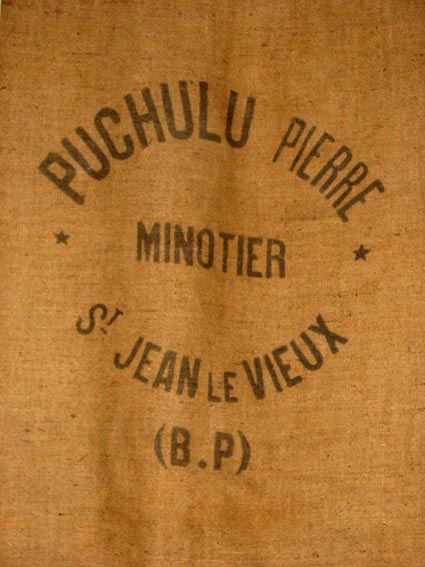 PUCHULU PIERRE
MINOTIER
ST JEAN LE VIEUX
(B.P)